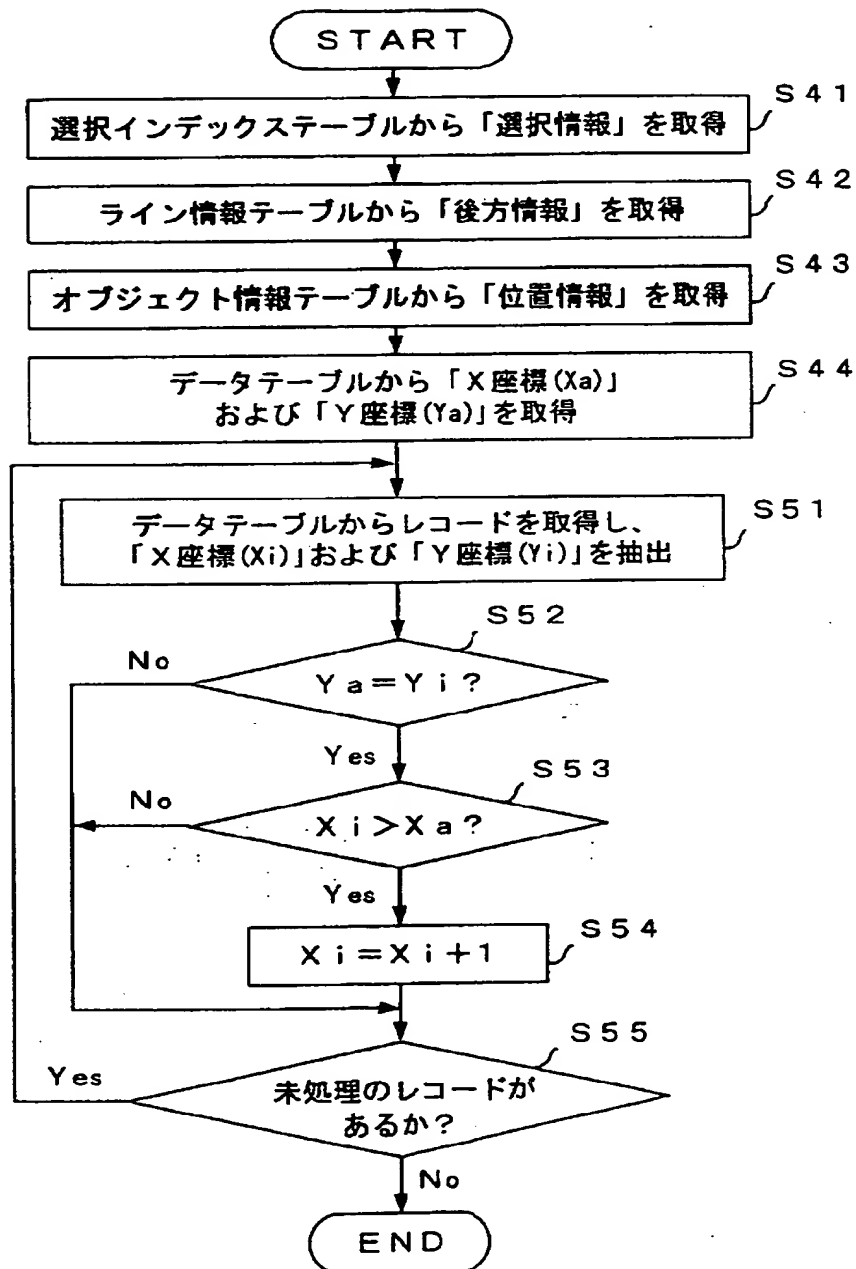 START
S41
選択インデックステーブルから「選択情報」を取得
S42
ライン情報テーブルから「後方情報」を取得
S43
オブジェクト情報テーブルから「位置情報」を取得
S44
データテーブルから「X座標(Xa)」
および「Y座標(Ya)」を取得
S51
データテーブルからレコードを取得し、
「X座標(Xi)」および「Y座標(Yi)」を抽出
S52
No
Ya=Yi?
Yes
S53
No
Xi>Xa?
Yes
S54
Xi=Xi+1
S55
Yes
未処理のレコードが
あるか?
No
END